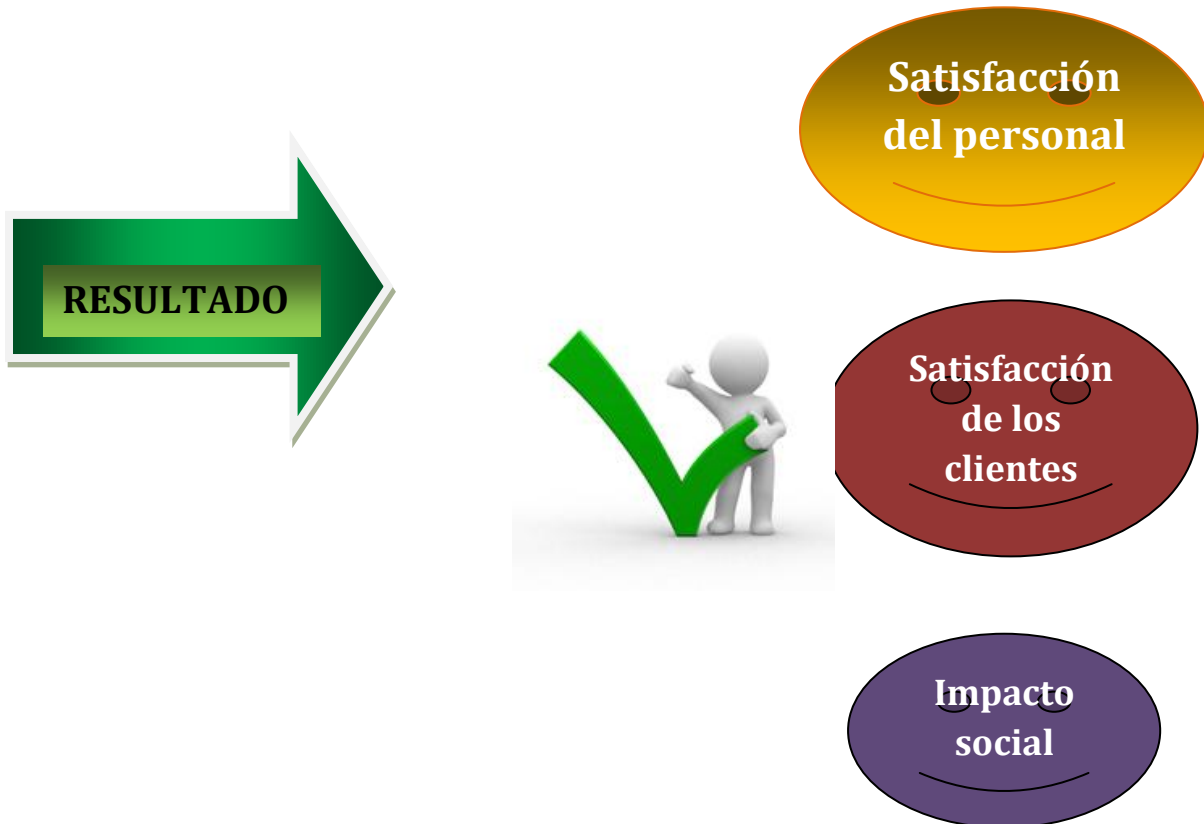 RESULTADO
Satisfacción
del personal
Satisfacción
de los
clientes
Impacto
social